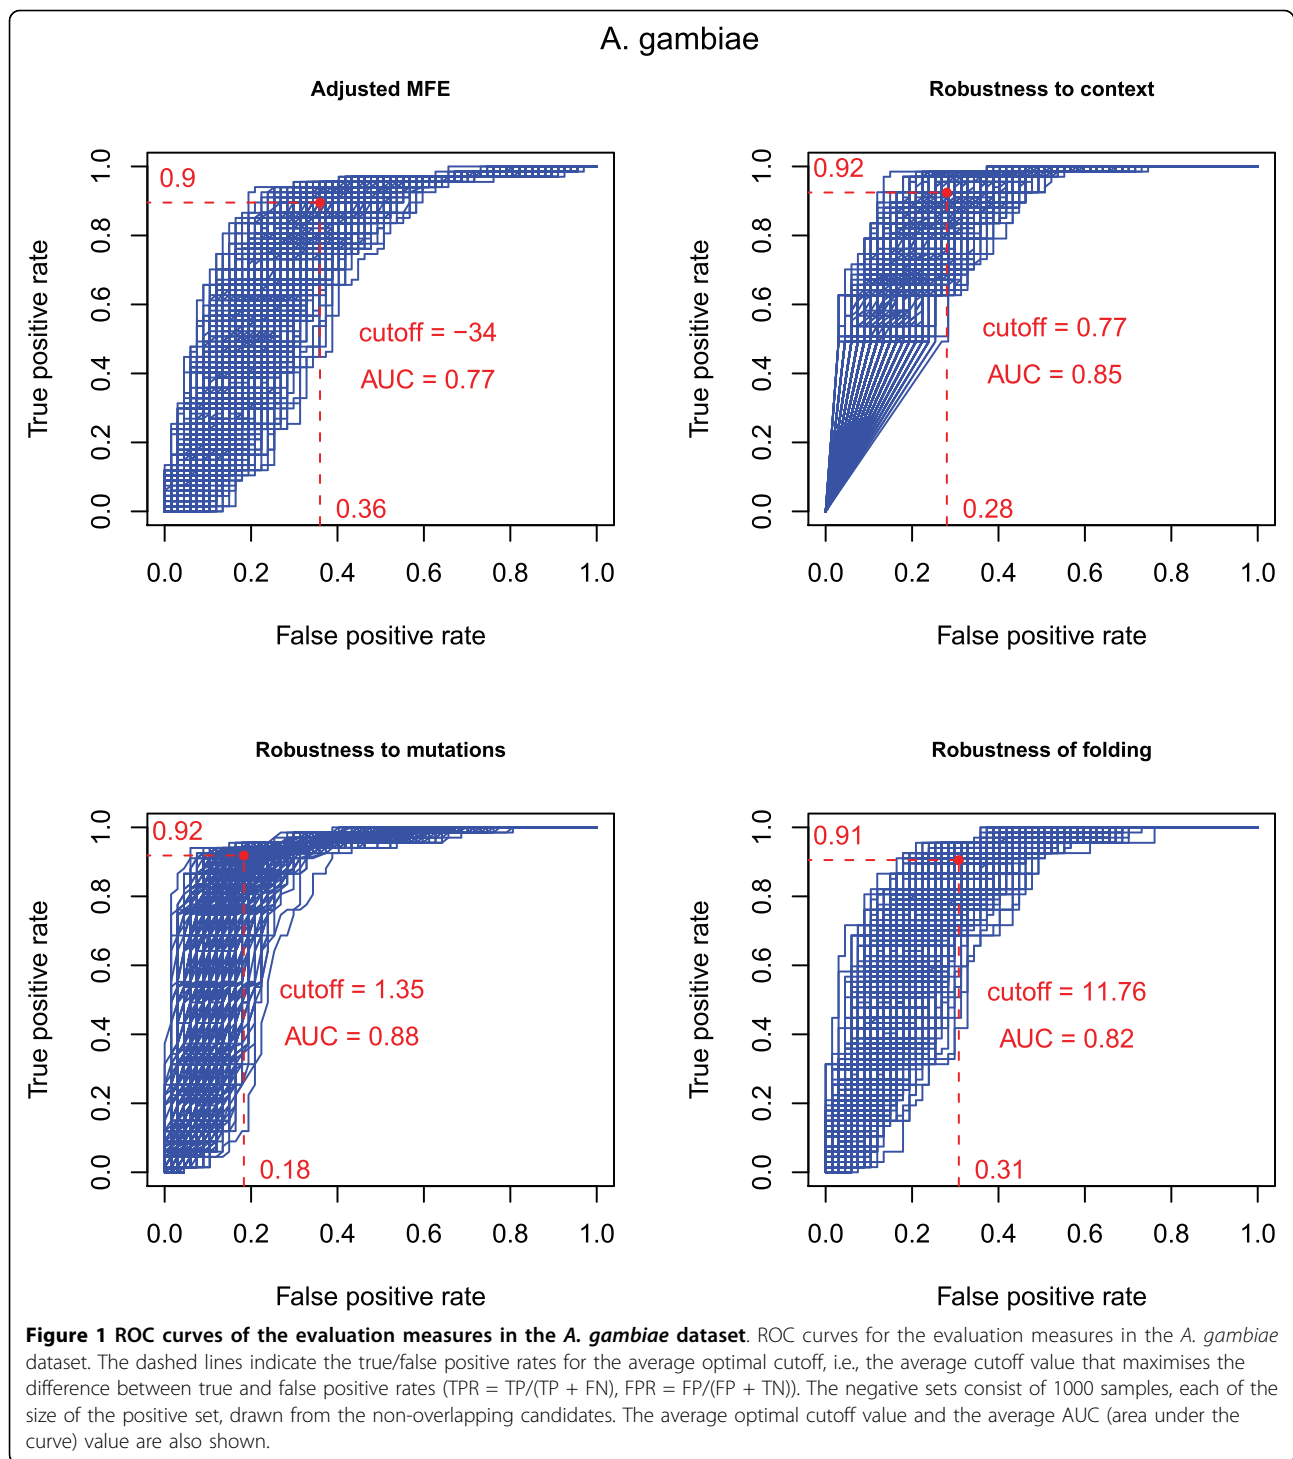 A. gambiae
Adjusted MFE
0.9
cutoff = −34
AUC = 0.77
0.36
True positive rate
0.0 0.2 0.4 0.6 0.8 1.0
0.0 0.2 0.4 0.6 0.8 1.0
False positive rate
Robustness to context
0.92
cutoff = 0.77
AUC = 0.85
0.28
True positive rate
0.0 0.2 0.4 0.6 0.8 1.0
0.0 0.2 0.4 0.6 0.8 1.0
False positive rate
Robustness to mutations
0.92
cutoff = 1.35
AUC = 0.88
0.18
True positive rate
0.0 0.2 0.4 0.6 0.8 1.0
0.0 0.2 0.4 0.6 0.8 1.0
False positive rate
Robustness of folding
0.91
cutoff = 11.76
AUC = 0.82
0.31
True positive rate
0.0 0.2 0.4 0.6 0.8 1.0
0.0 0.2 0.4 0.6 0.8 1.0
False positive rate
Figure 1 ROC curves of the evaluation measures in the A. gambiae dataset. ROC curves for the evaluation measures in the A. gambiae
dataset. The dashed lines indicate the true/false positive rates for the average optimal cutoff, i.e., the average cutoff value that maximises the
difference between true and false positive rates (TPR = TP/(TP + FN), FPR = FP/(FP + TN)). The negative sets consist of 1000 samples, each of the
size of the positive set, drawn from the non-overlapping candidates. The average optimal cutoff value and the average AUC (area under the
curve) value are also shown.